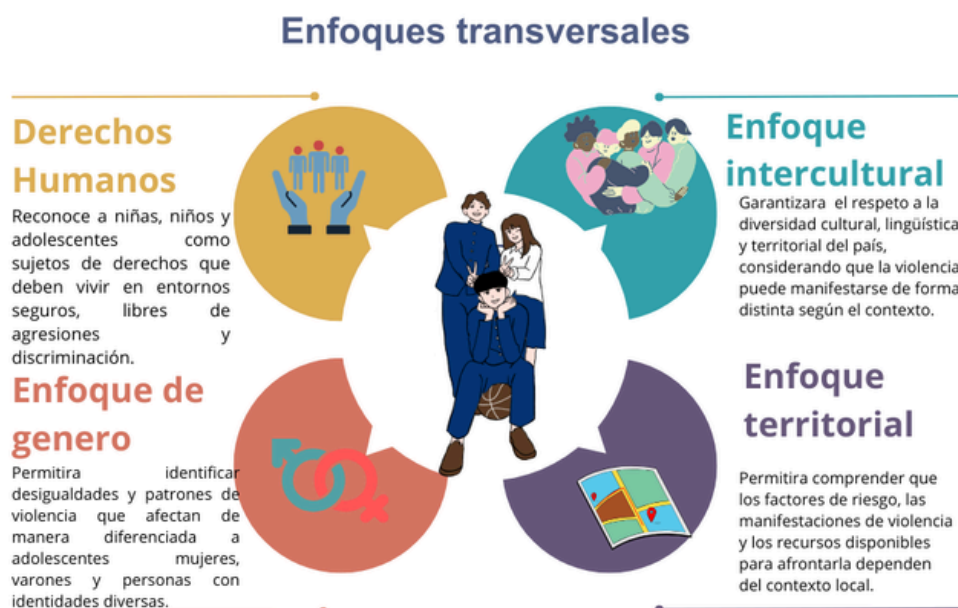 Enfoques transversales
Derechos
Humanos
Reconoce a niñas, niños y
adolescentes como
sujetos de derechos que
deben vivir en entornos
seguros, libres de
agresiones y
discriminación.
Enfoque
intercultural
Garantizara el respeto a la
diversidad cultural, lingüística
y territorial del país,
considerando que la violencia
puede manifestarse de forma
distinta según el contexto.
Enfoque de
genero
Permitira identificar
desigualdades y patrones de
violencia que afectan de
manera diferenciada a
adolescentes mujeres,
varones y personas con
identidades diversas.
Enfoque
territorial
Permitira comprender que
los factores de riesgo, las
manifestaciones de violencia
y los recursos disponibles
para afrontarla dependen
del contexto local.